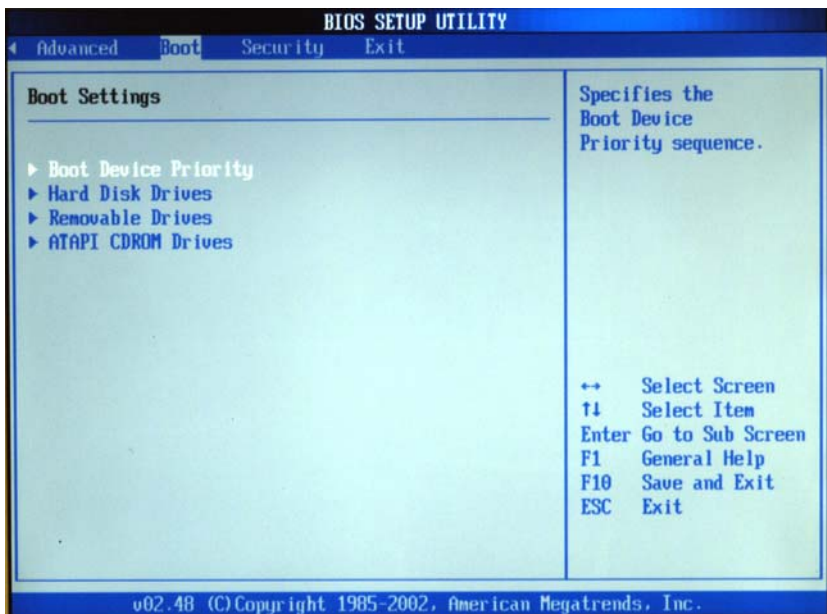 BIOS SETUP UTILITY
Advanced Boot Security Exit
Boot Settings
Boot Device Priority
Hard Disk Drives
Removable Drives
ATAPI CDROM Drives
Specifies the
Boot Device
Priority sequence.
↔ Select Screen
↑↓ Select Item
Enter Go to Sub Screen
F1 General Help
F10 Save and Exit
ESC Exit
v02.48 (C)Copyright 1985-2002, American Megatrends, Inc.